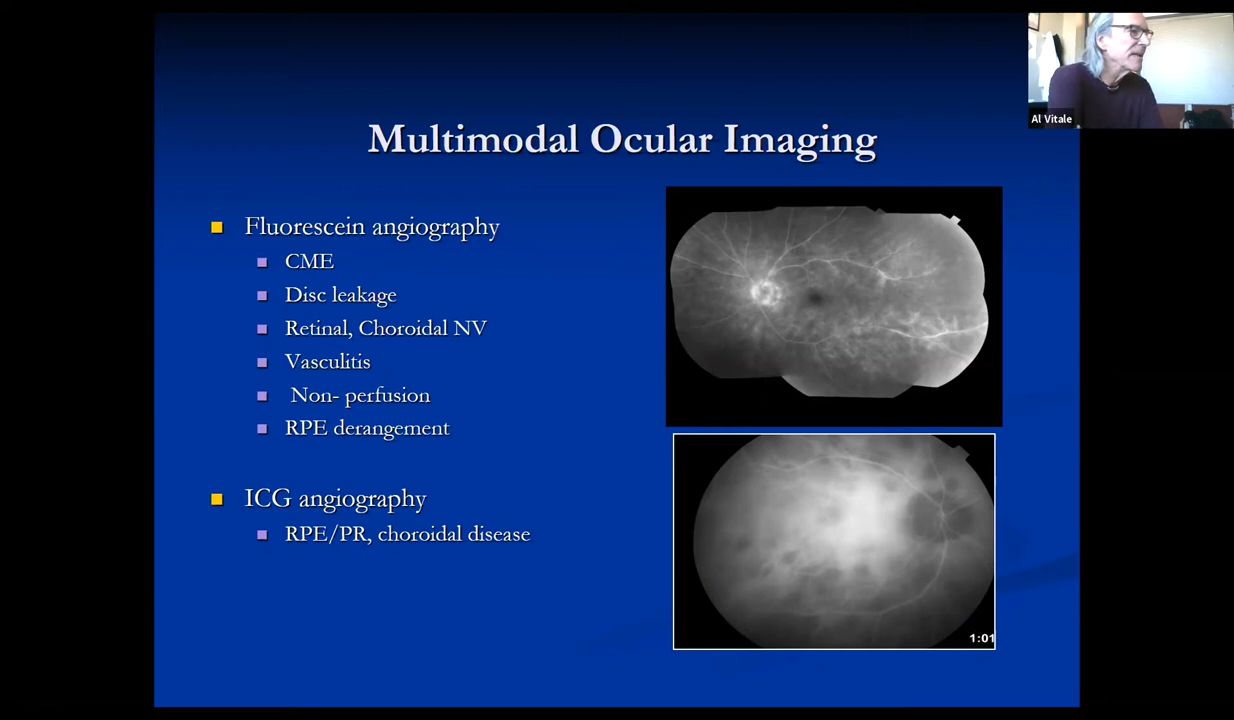 Al Vitale
Multimodal Ocular Imaging
Fluorescein angiography
CME
Disc leakage
Retinal, Choroidal NV
Vasculitis
Non- perfusion
RPE derangement
ICG angiography
RPE/PR, choroidal disease
1:01